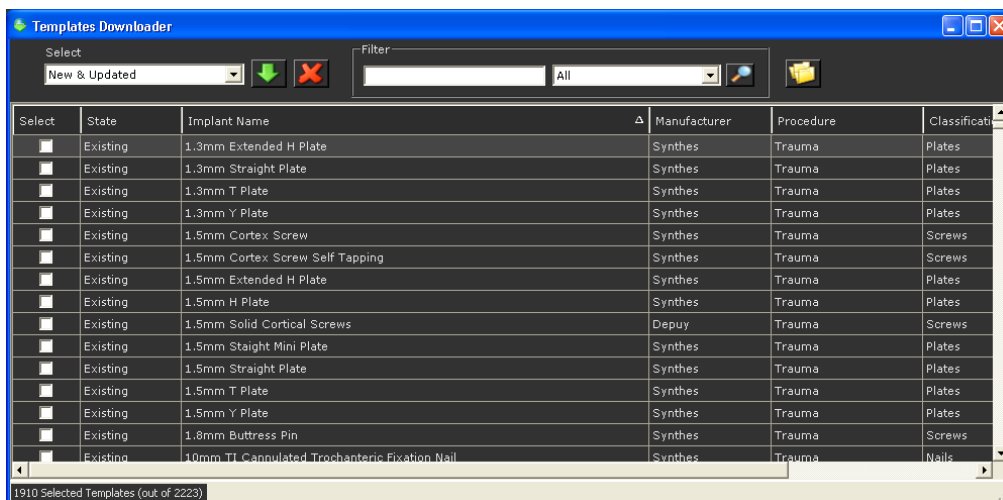 Templates Downloader
Select
Filter
New & Updated
All
Select State Implant Name Manufacturer Procedure Classificati
Existing 1.3mm Extended H Plate Synthes Trauma Plates
Existing 1.3mm Straight Plate Synthes Trauma Plates
Existing 1.3mm T Plate Synthes Trauma Plates
Existing 1.3mm Y Plate Synthes Trauma Plates
Existing 1.5mm Cortex Screw Synthes Trauma Screws
Existing 1.5mm Cortex Screw Self Tapping Synthes Trauma Screws
Existing 1.5mm Extended H Plate Synthes Trauma Plates
Existing 1.5mm H Plate Synthes Trauma Plates
Existing 1.5mm Solid Cortical Screws Depuy Trauma Screws
Existing 1.5mm Staight Mini Plate Synthes Trauma Plates
Existing 1.5mm Straight Plate Synthes Trauma Plates
Existing 1.5mm T Plate Synthes Trauma Plates
Existing 1.5mm Y Plate Synthes Trauma Plates
Existing 1.8mm Buttress Pin Synthes Trauma Screws
Existing 10mm TI Cannulated Trochanteric Fixation Nail Synthes Trauma Nails
1910 Selected Templates (out of 2223)